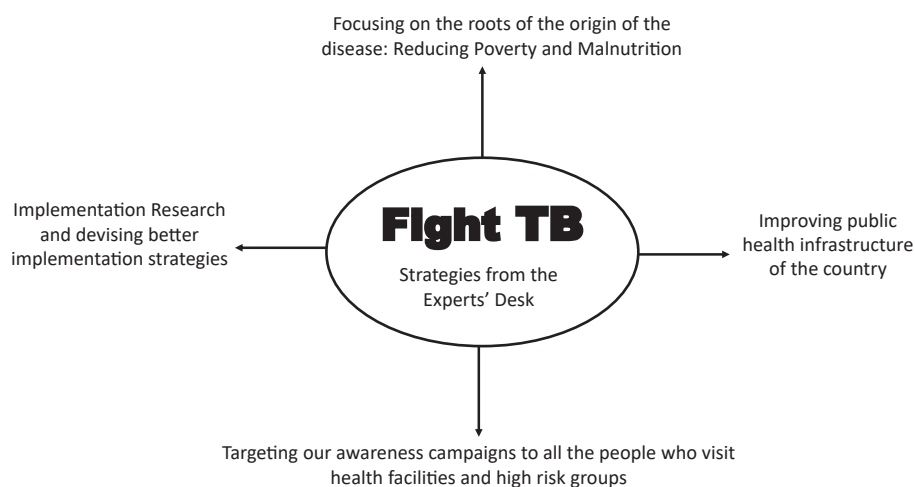 Focusing on the roots of the origin of the
disease: Reducing Poverty and Malnutrition
Implementation Research
and devising better
implementation strategies
FIght TB
Strategies from the
Experts’ Desk
Improving public
health infrastructure
of the country
Targeting our awareness campaigns to all the people who visit
health facilities and high risk groups